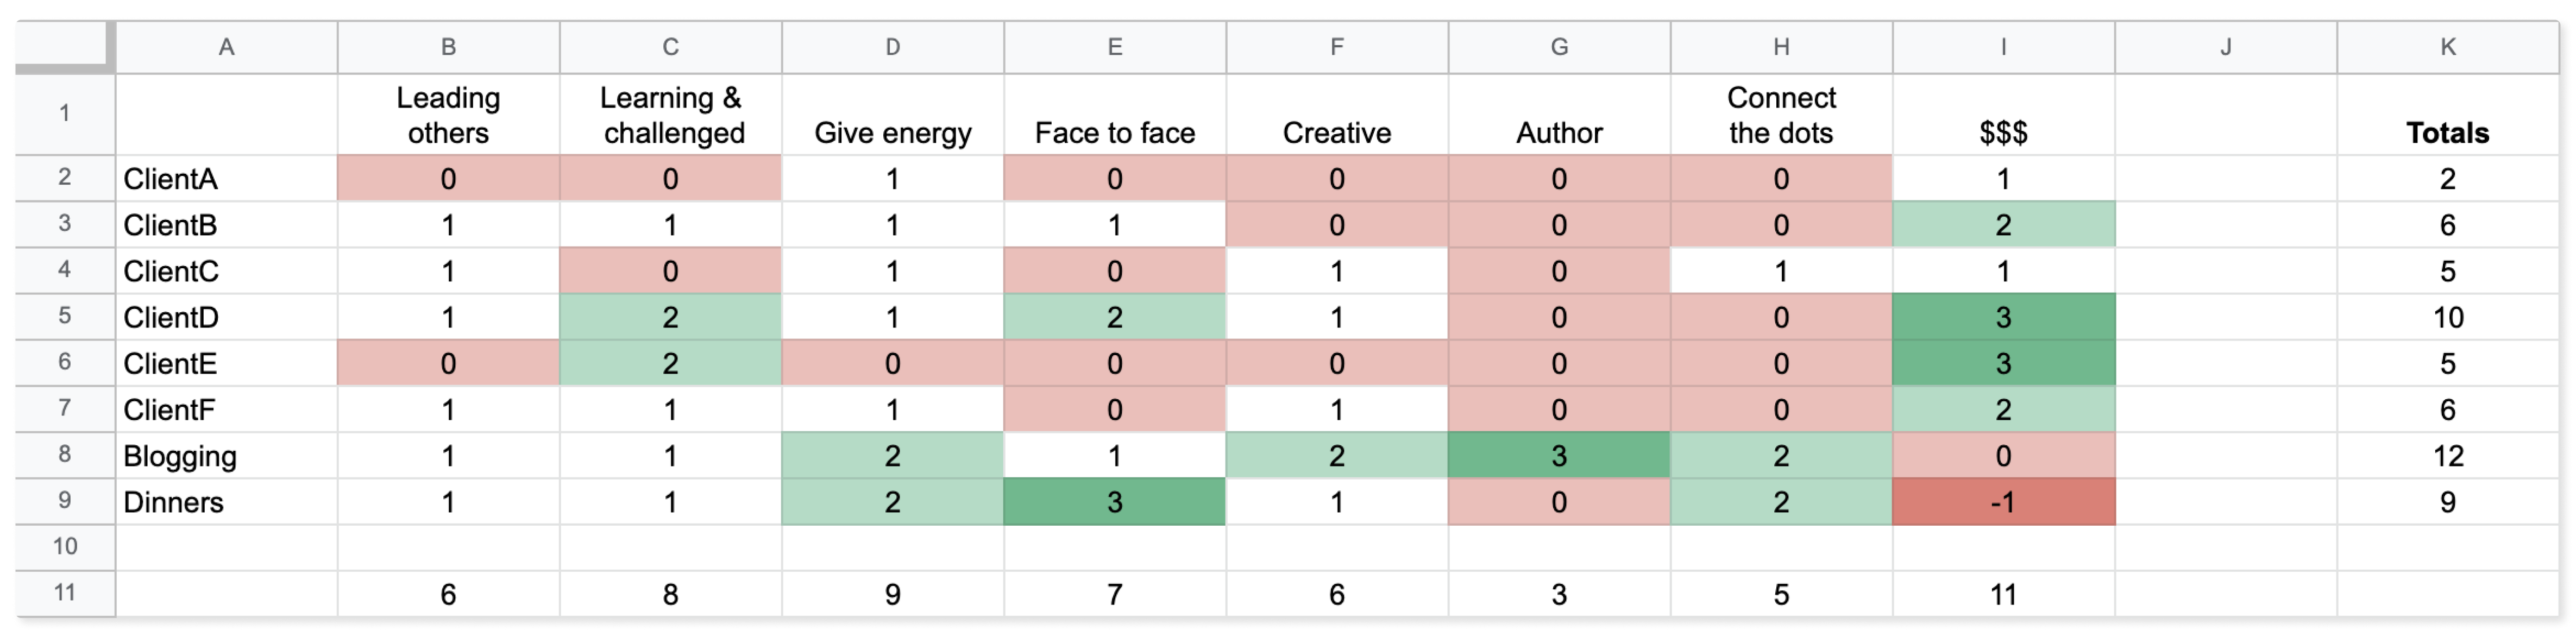 A B C D E F G H I J K
1 Leading others Learning & challenged Give energy Face to face Creative Author Connect the dots $$$ Totals
2 ClientA 0 0 1 0 0 0 0 1 2
3 ClientB 1 1 1 1 0 0 0 2 6
4 ClientC 1 0 1 0 1 0 1 1 5
5 ClientD 1 2 1 2 1 0 0 3 10
6 ClientE 0 2 0 0 0 0 0 3 5
7 ClientF 1 1 1 0 1 0 0 2 6
8 Blogging 1 1 2 1 2 3 2 0 12
9 Dinners 1 1 2 3 1 0 2 -1 9
10
11 6 8 9 7 6 3 5 11